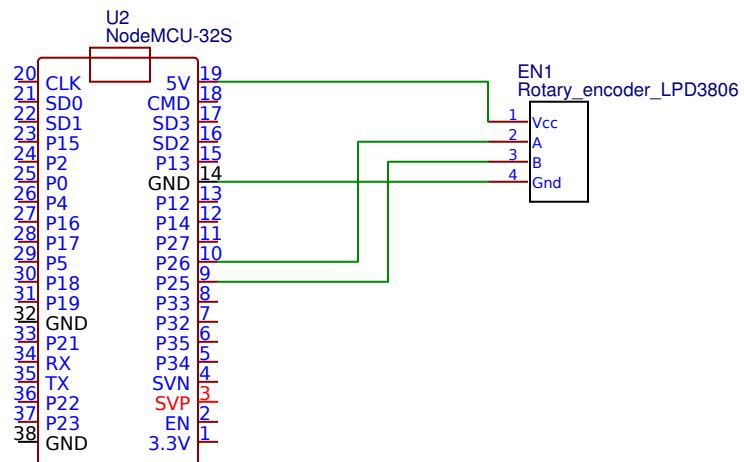 U2
NodeMCU-32S
20 CLK 5V 19
21 SD0 CMD 18
22 SD1 SD3 17
23 P15 SD2 16
24 P2 P13 15
25 P0 GND 14
26 P4 P12 13
27 P16 P14 12
28 P17 P27 11
29 P5 P26 10
30 P18 P25 9
31 P19 P33 8
32 GND P32 7
33 P21 P35 6
34 RX P34 5
35 TX SVN 4
36 P22 SVP 3
37 P23 EN 2
38 GND 3.3V 1
EN1
Rotary_encoder_LPD3806
1 Vcc
2 A
3 B
4 Gnd